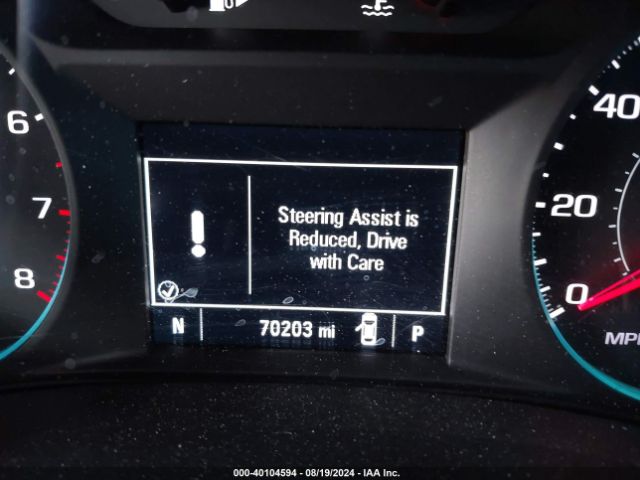 6
7
8
Steering Assist is
Reduced, Drive
with Care
N 70203 mi P
40
20
0
MPH
000-40104594 - 08/19/2024 - IAA Inc.